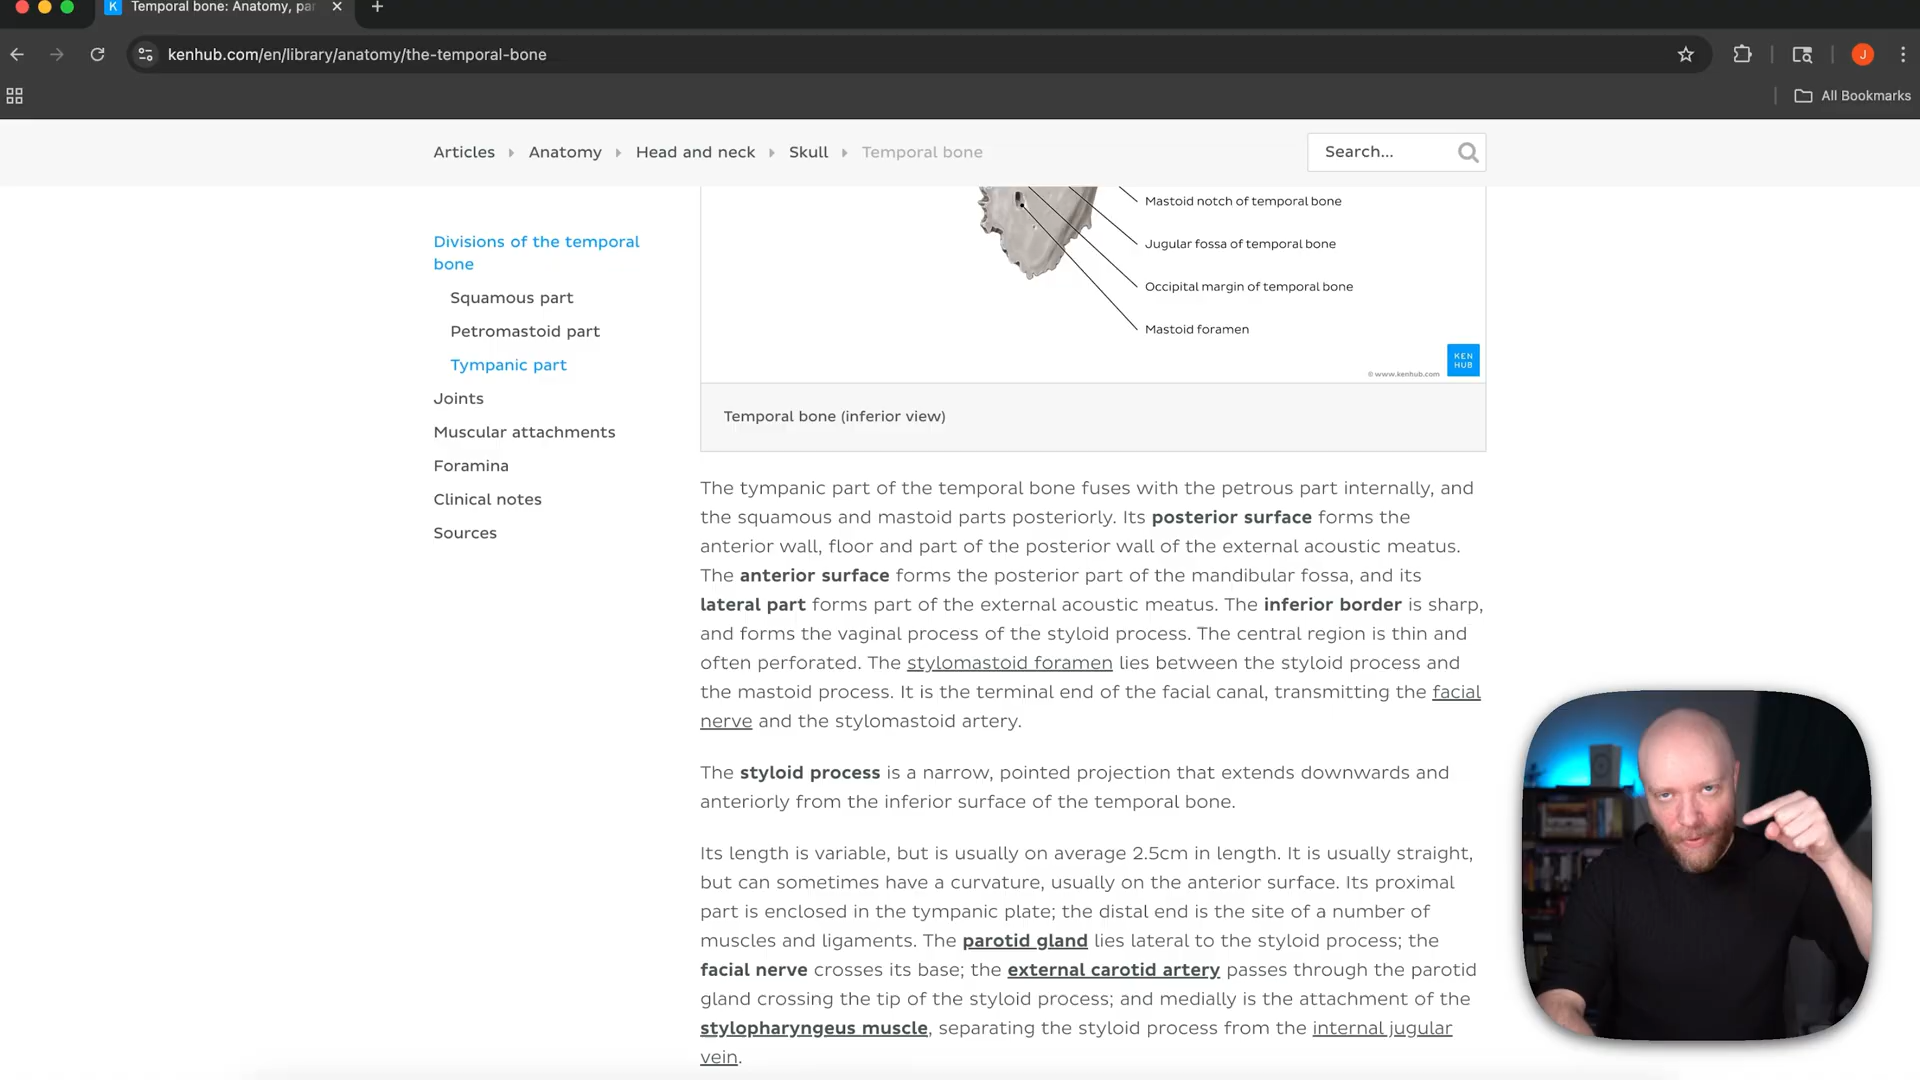 Temporal bone: Anatomy, par
kenhub.com/en/library/anatomy/the-temporal-bone
J
All Bookmarks
Articles
Anatomy
Head and neck
Skull
Temporal bone
Search...
Divisions of the temporal
bone
Squamous part
Petromastoid part
Tympanic part
Joints
Muscular attachments
Foramina
Clinical notes
Sources
Mastoid notch of temporal bone
Jugular fossa of temporal bone
Occipital margin of temporal bone
Mastoid foramen
KEN
HUB
© www.kenhub.com
Temporal bone (inferior view)
The tympanic part of the temporal bone fuses with the petrous part internally, and
the squamous and mastoid parts posteriorly. Its posterior surface forms the
anterior wall, floor and part of the posterior wall of the external acoustic meatus.
The anterior surface forms the posterior part of the mandibular fossa, and its
lateral part forms part of the external acoustic meatus. The inferior border is sharp,
and forms the vaginal process of the styloid process. The central region is thin and
often perforated. The stylomastoid foramen lies between the styloid process and
the mastoid process. It is the terminal end of the facial canal, transmitting the facial
nerve and the stylomastoid artery.
The styloid process is a narrow, pointed projection that extends downwards and
anteriorly from the inferior surface of the temporal bone.
Its length is variable, but is usually on average 2.5cm in length. It is usually straight,
but can sometimes have a curvature, usually on the anterior surface. Its proximal
part is enclosed in the tympanic plate; the distal end is the site of a number of
muscles and ligaments. The parotid gland lies lateral to the styloid process; the
facial nerve crosses its base; the external carotid artery passes through the parotid
gland crossing the tip of the styloid process; and medially is the attachment of the
stylopharyngeus muscle, separating the styloid process from the internal jugular
vein.